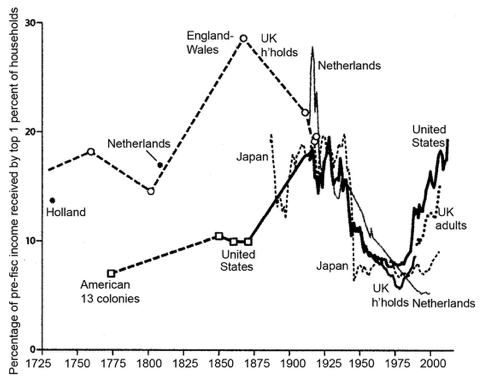 Percentage of pre-fisc income received by top 1 percent of households
30
20
10
0
England-
Wales
UK
h'holds
Netherlands
Netherlands
Holland
Japan
United
States
American
13 colonies
United
States
UK
adults
Japan
UK
h'holds
Netherlands
1725 1750 1775 1800 1825 1850 1875 1900 1925 1950 1975 2000